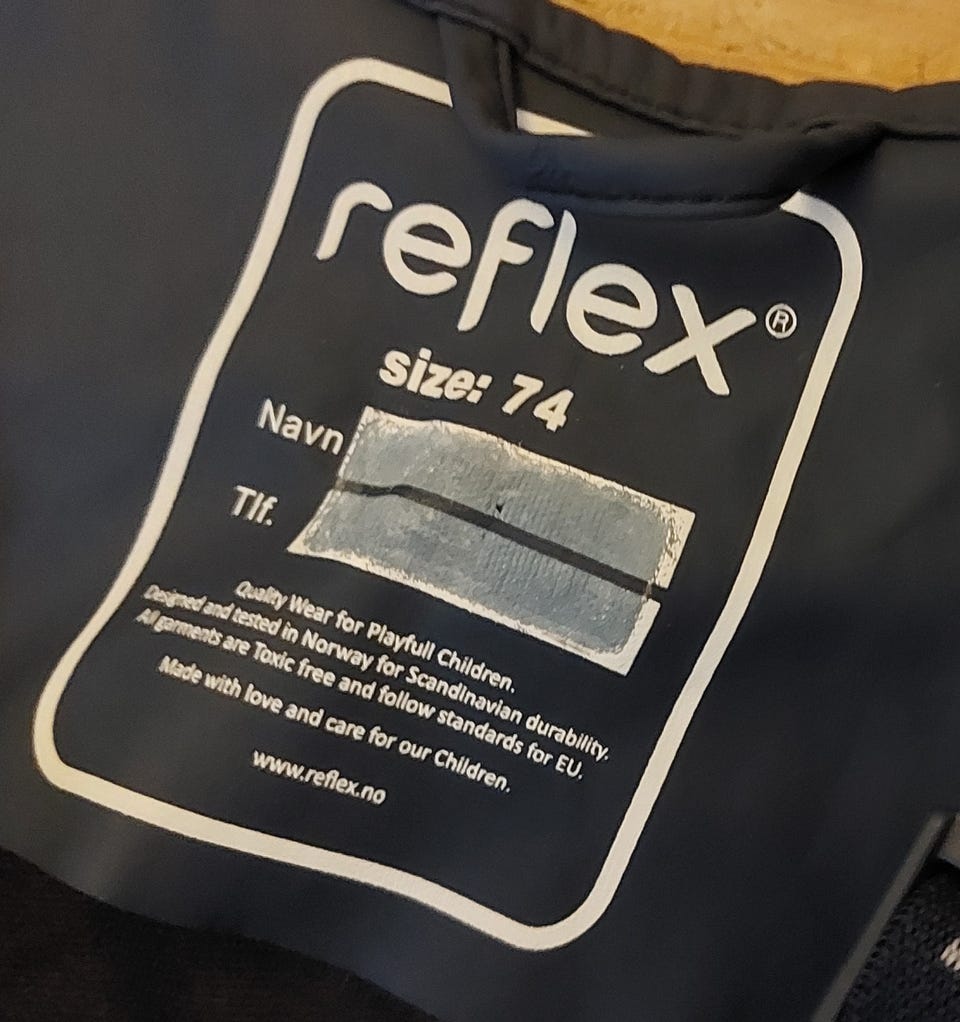 reflex®
size: 74
Navn
Tlf.
Quality Wear for Playfull Children.
Designed and tested in Norway for Scandinavian durability.
All garments are Toxic free and follow standards for EU.
Made with love and care for our Children.
www.reflex.no